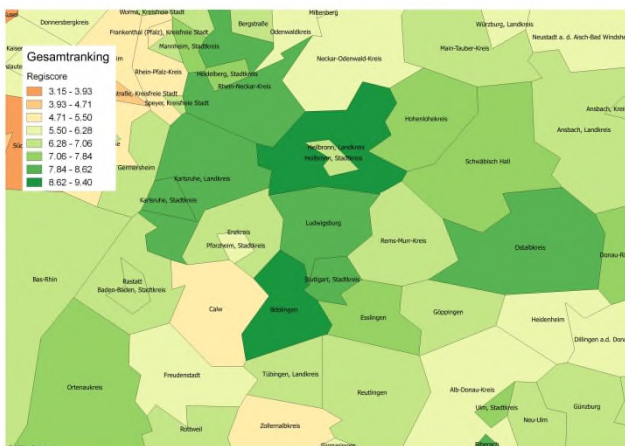 Gesamtranking
Regiscore
3.15 - 3.93
3.93 - 4.71
4.71 - 5.50
5.50 - 6.28
6.28 - 7.06
7.06 - 7.84
7.84 - 8.62
8.62 - 9.40
Donnersbergkreis
Worms, Kreisfreie Stadt
Bergstraße
Miltenberg
Würzburg, Landkreis
Frankenthal (Pfalz), Kreisfreie Stadt
Odenwaldkreis
Neustadt a. d. Aisch-Bad Windshe
Mannheim, Stadtkreis
Main-Tauber-Kreis
Neckar-Odenwald-Kreis
Rhein-Pfalz-Kreis
Heidelberg, Stadtkreis
Rhein-Neckar-Kreis
Speyer, Kreisfreie Stadt
Ansbach, Landkreis
Hohenlohekreis
Heilbronn, Landkreis
Heilbronn, Stadtkreis
Schwäbisch Hall
Germersheim
Karlsruhe, Landkreis
Karlsruhe, Stadtkreis
Ludwigsburg
Enzkreis
Pforzheim, Stadtkreis
Rems-Murr-Kreis
Ostalbkreis
Donau-R
Bas-Rhin
Rastatt
Baden-Baden, Stadtkreis
Stuttgart, Stadtkreis
Calw
Böblingen
Esslingen
Göppingen
Heidenheim
Dillingen a.d. Dona
Ortenaukreis
Freudenstadt
Tübingen, Landkreis
Reutlingen
Alb-Donau-Kreis
Ulm, Stadtkreis
Neu-Ulm
Günzburg
Rottweil
Zollernalbkreis
Biberach